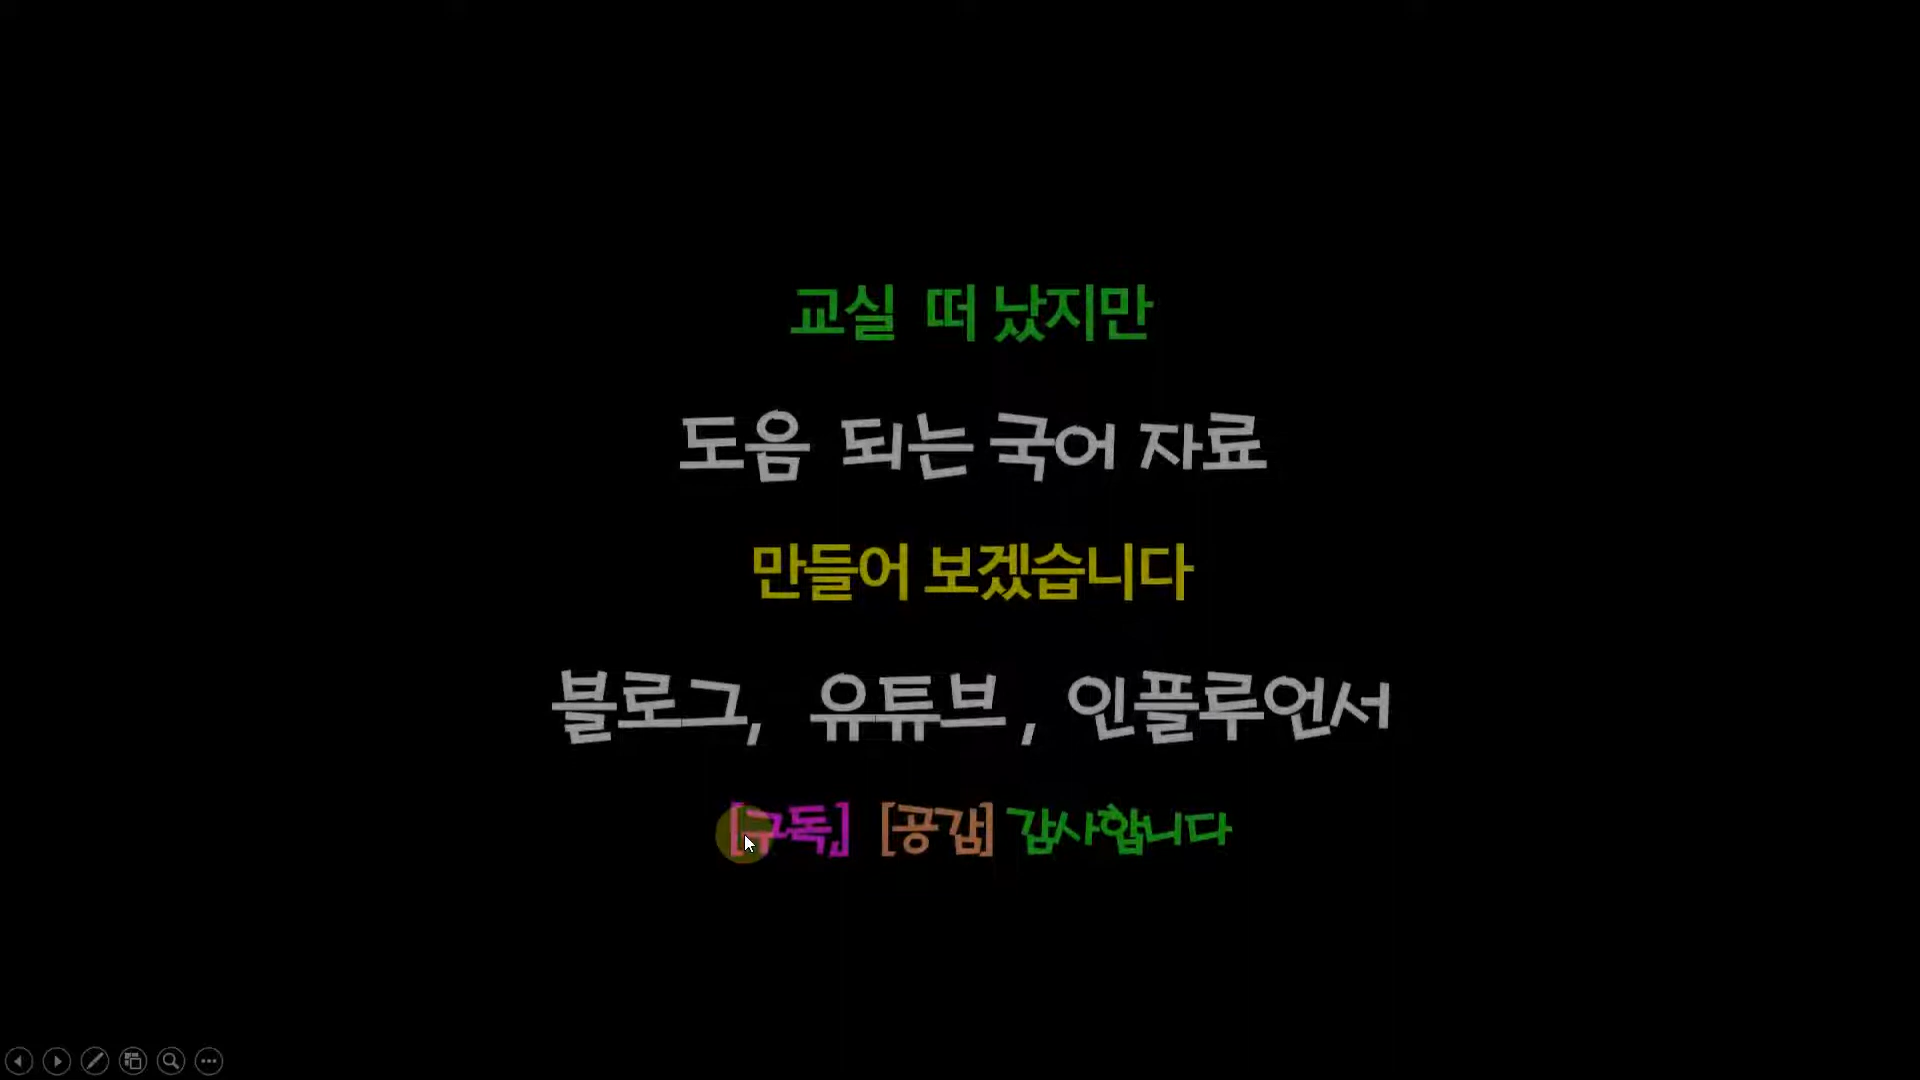 교실 떠 났지만
도움 되는 국어 자료
만들어 보겠습니다
블로그, 유튜브, 인플루언서
[구독,] [공감] 감사합니다